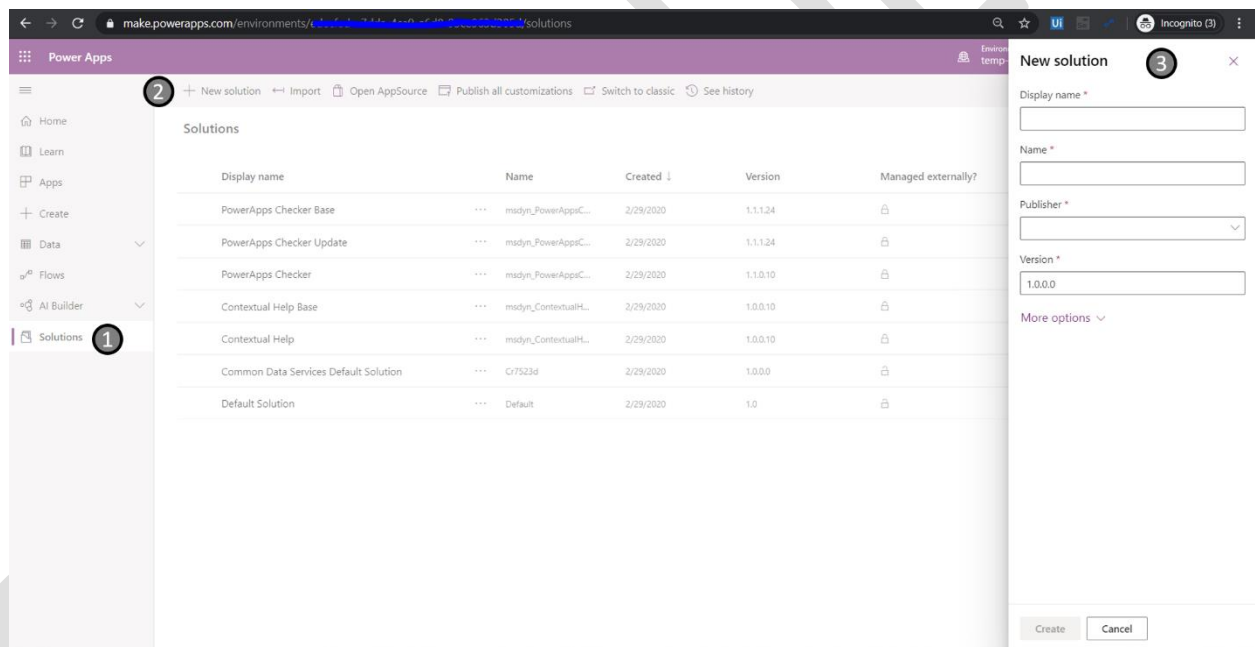 make.powerapps.com/environments/ /solutions
Ui
Incognito (3)
Power Apps
Environ
temp-
2
New solution
Import
Open AppSource
Publish all customizations
Switch to classic
See history
Home
Learn
Apps
Create
Data
Flows
AI Builder
Solutions
1
Solutions
Display name Name Created ↓ Version Managed externally?
PowerApps Checker Base ... msdyn_PowerAppsC... 2/29/2020 1.1.1.24
PowerApps Checker Update ... msdyn_PowerAppsC... 2/29/2020 1.1.1.24
PowerApps Checker ... msdyn_PowerAppsC... 2/29/2020 1.1.0.10
Contextual Help Base ... msdyn_ContextualH... 2/29/2020 1.0.0.10
Contextual Help ... msdyn_ContextualH... 2/29/2020 1.0.0.10
Common Data Services Default Solution ... Cr7523d 2/29/2020 1.0.0.0
Default Solution ... Default 2/29/2020 1.0
New solution
3
Display name *
Name *
Publisher *
Version *
1.0.0.0
More options
Create
Cancel